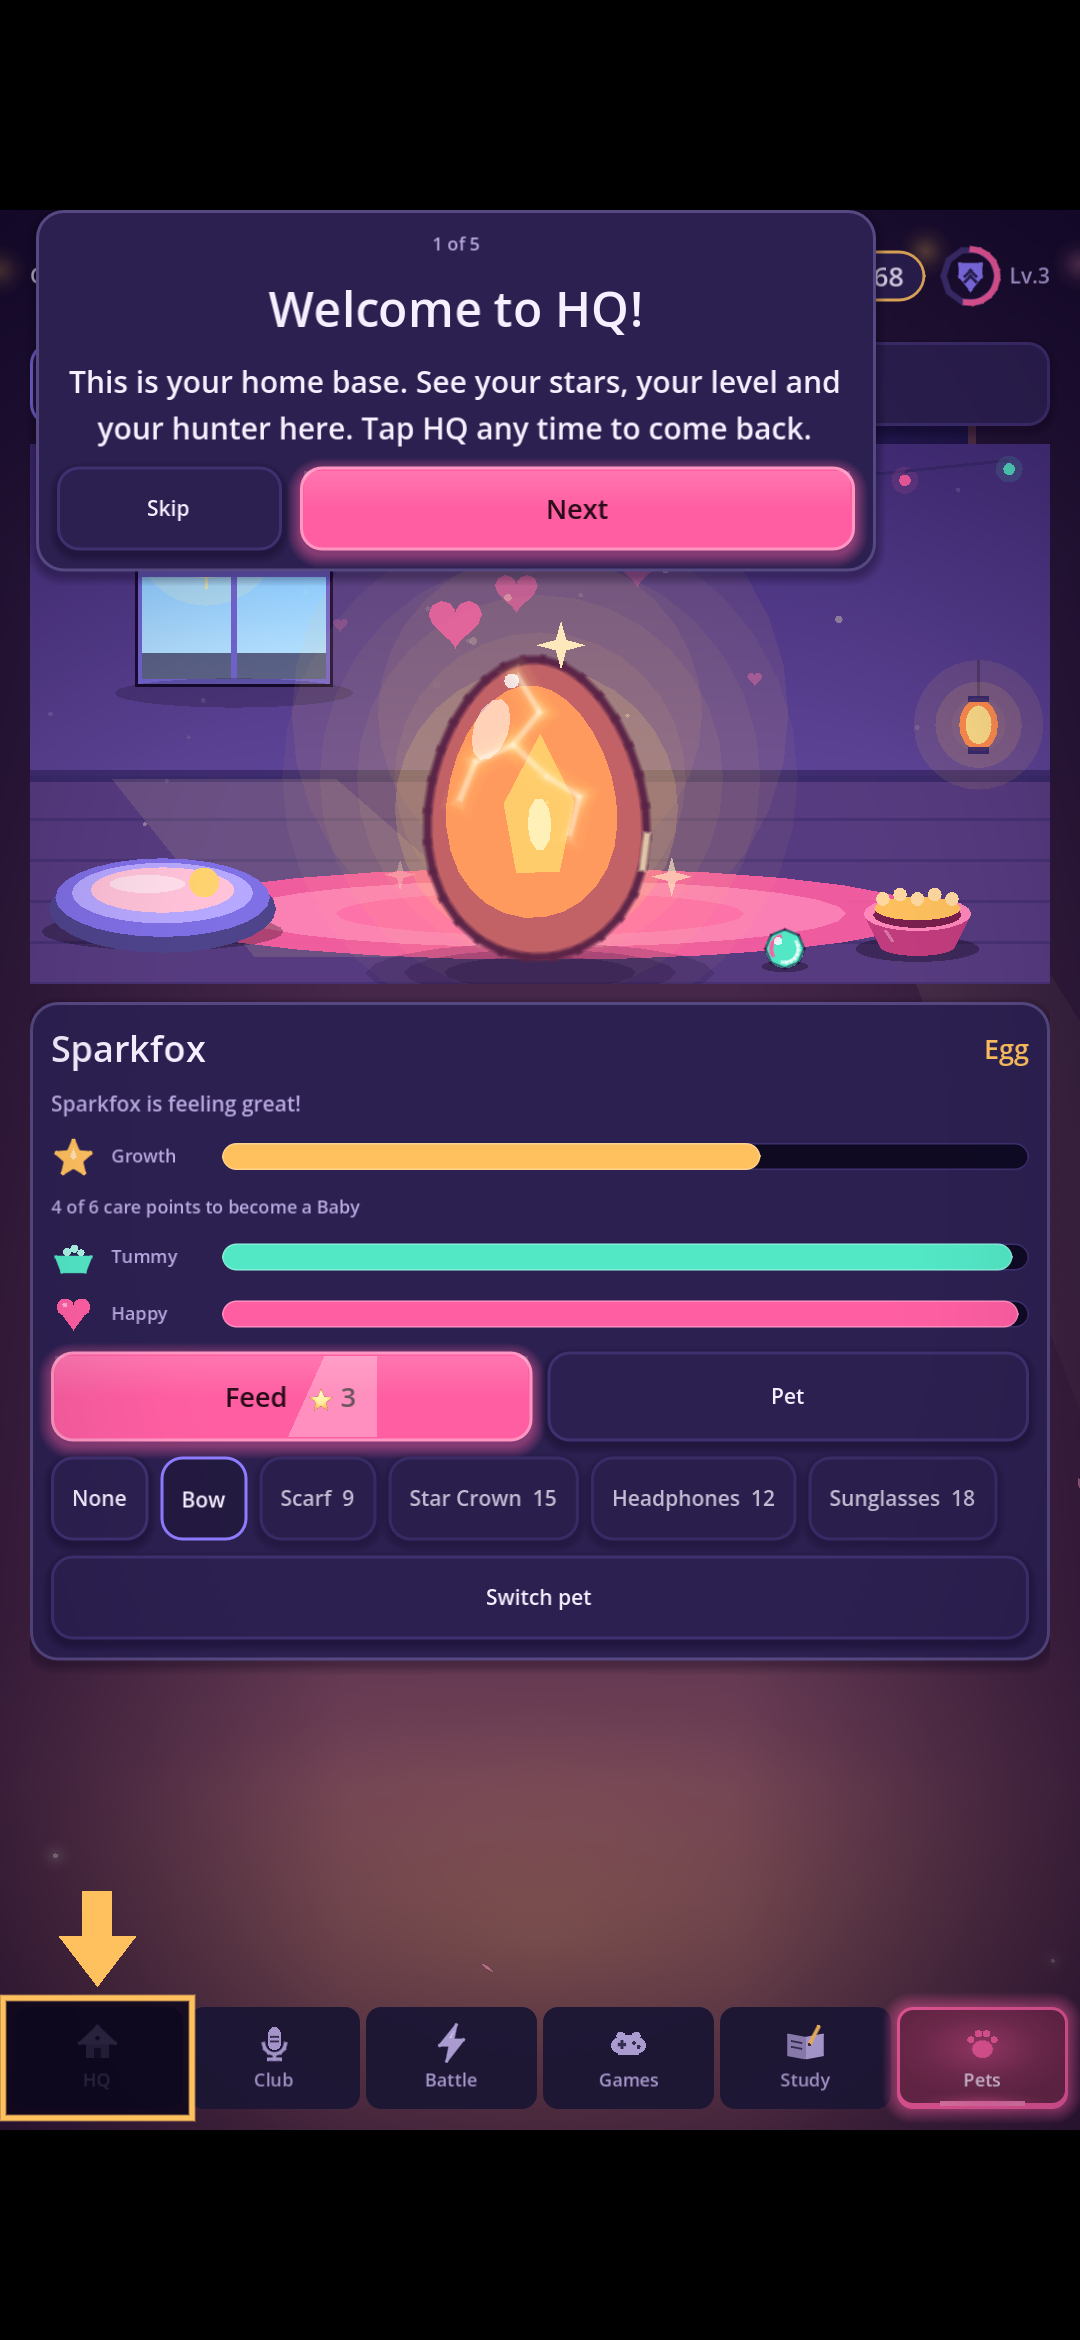 1 of 5
Welcome to HQ!
This is your home base. See your stars, your level and
your hunter here. Tap HQ any time to come back.
Skip
Next
68
Lv.3
Sparkfox
Egg
Sparkfox is feeling great!
Growth
4 of 6 care points to become a Baby
Tummy
Happy
Feed 3
Pet
None
Bow
Scarf 9
Star Crown 15
Headphones 12
Sunglasses 18
Switch pet
HQ
Club
Battle
Games
Study
Pets